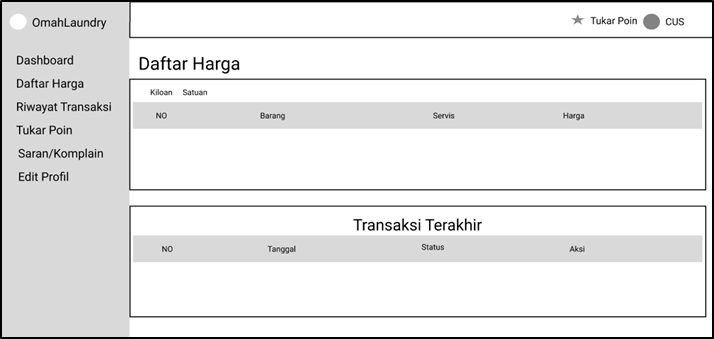 OmahLaundry
Tukar Poin CUS
Dashboard
Daftar Harga
Riwayat Transaksi
Tukar Poin
Saran/Komplain
Edit Profil
Daftar Harga
Kiloan Satuan
NO Barang Servis Harga
Transaksi Terakhir
NO Tanggal Status Aksi